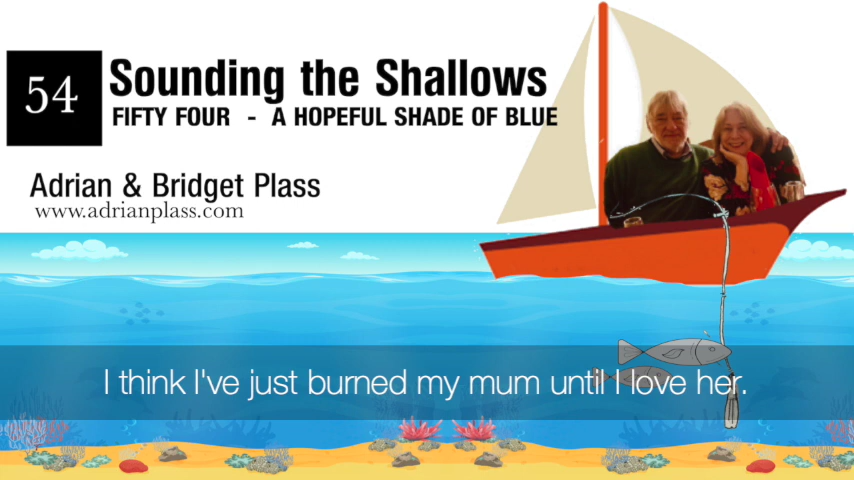 54
Sounding the Shallows
FIFTY FOUR - A HOPEFUL SHADE OF BLUE
Adrian & Bridget Plass
www.adrianplass.com
I think I've just burned my mum until I love her.